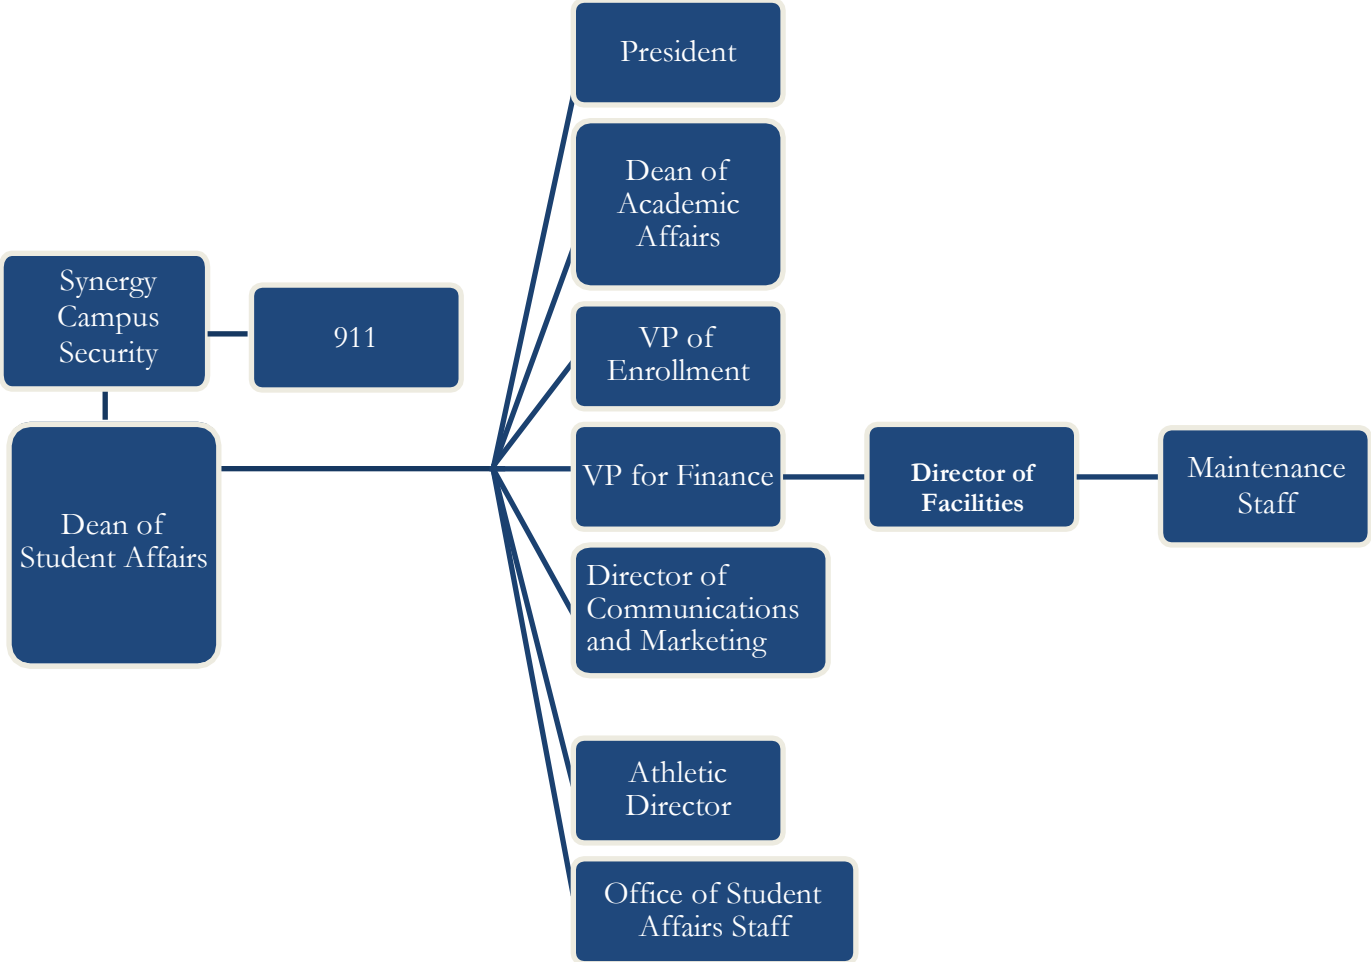 President
Dean of
Academic
Affairs
Synergy
Campus
Security
911
VP of
Enrollment
Dean of
Student Affairs
VP for Finance
Director of
Facilities
Maintenance
Staff
Director of
Communications
and Marketing
Athletic
Director
Office of Student
Affairs Staff